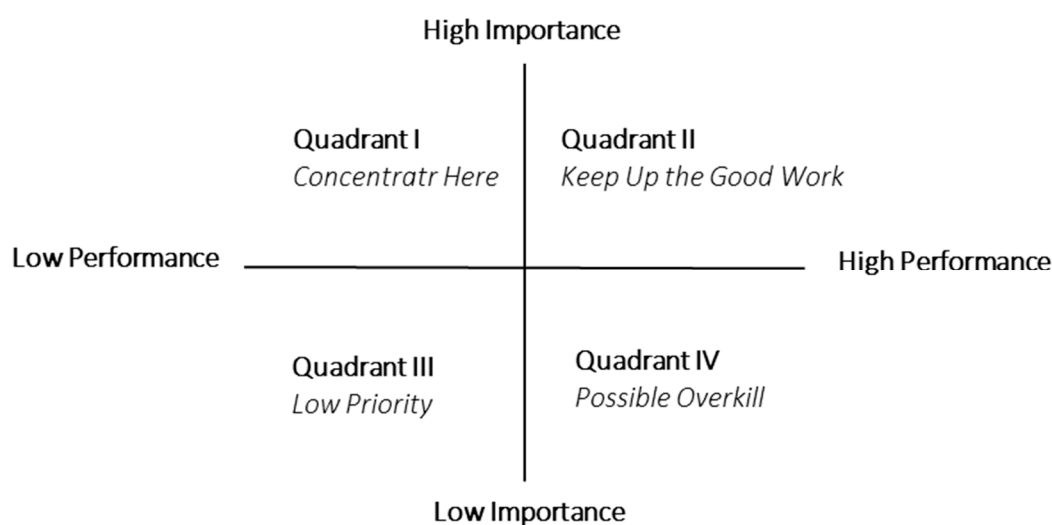 High Importance
Quadrant I
Concentratr Here
Quadrant II
Keep Up the Good Work
Low Performance
High Performance
Quadrant III
Low Priority
Quadrant IV
Possible Overkill
Low Importance